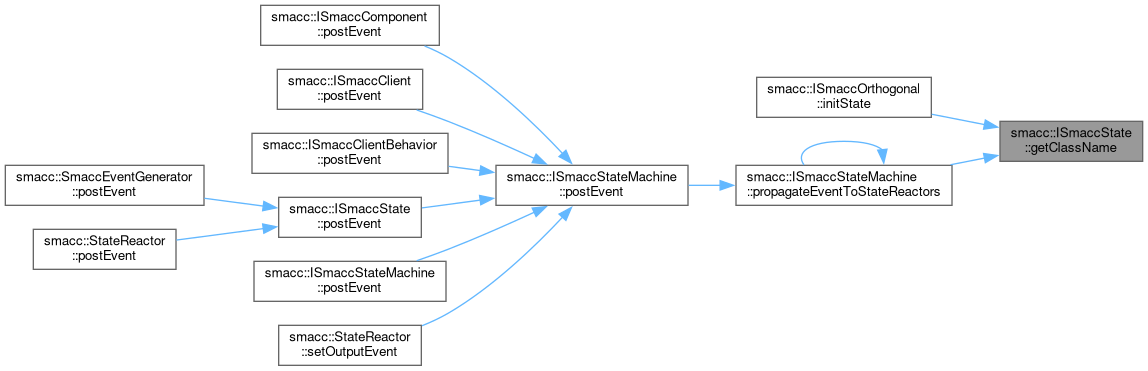 smacc::ISmaccComponent
::postEvent
smacc::ISmaccClient
::postEvent
smacc::ISmaccClientBehavior
::postEvent
smacc::SmaccEventGenerator
::postEvent
smacc::StateReactor
::postEvent
smacc::ISmaccState
::postEvent
smacc::ISmaccStateMachine
::postEvent
smacc::StateReactor
::setOutputEvent
smacc::ISmaccStateMachine
::postEvent
smacc::ISmaccOrthogonal
::initState
smacc::ISmaccStateMachine
::propagateEventToStateReactors
smacc::ISmaccState
::getClassName